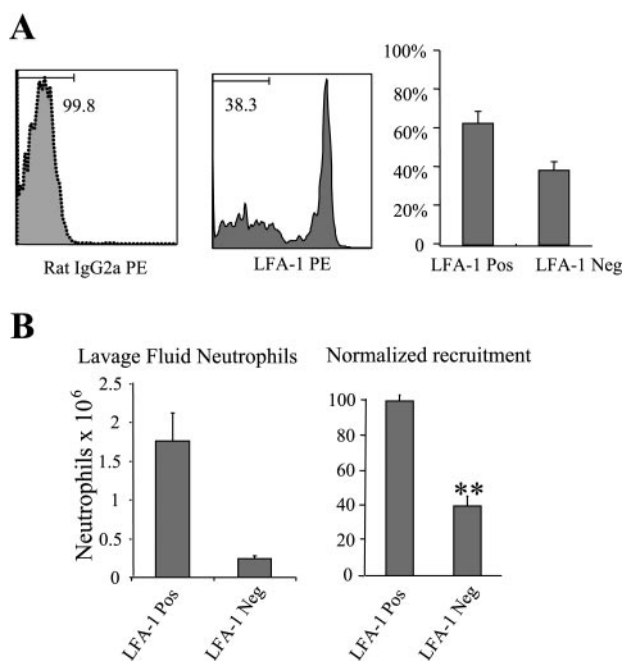 A
99.8
Rat IgG2a PE
38.3
LFA-1 PE
100%
80%
60%
40%
20%
0
LFA-1 Pos
LFA-1 Neg
B
Lavage Fluid Neutrophils
Neutrophils x 10^6
2.5
2
1.5
1
0.5
0
LFA-1 Pos
LFA-1 Neg
Normalized recruitment
100
80
60
40
20
0
**
LFA-1 Pos
LFA-1 Neg